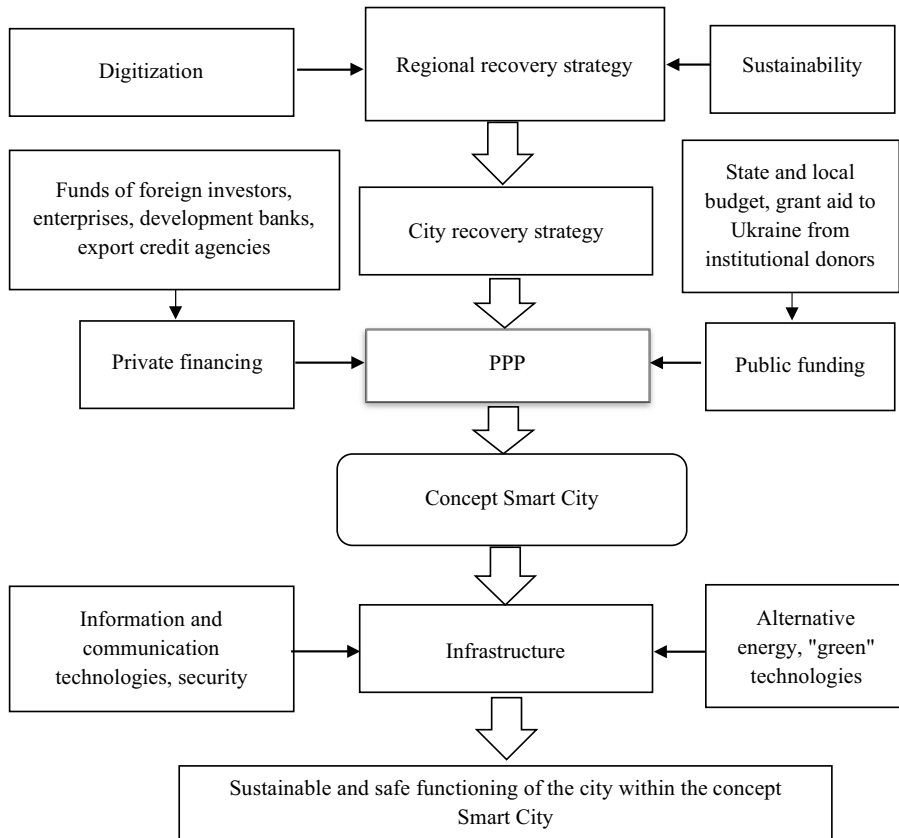 Digitization
Regional recovery strategy
Sustainability
Funds of foreign investors,
enterprises, development banks,
export credit agencies
City recovery strategy
State and local
budget, grant aid to
Ukraine from
institutional donors
Private financing
PPP
Public funding
Concept Smart City
Information and
communication
technologies, security
Infrastructure
Alternative
energy, "green"
technologies
Sustainable and safe functioning of the city within the concept
Smart City